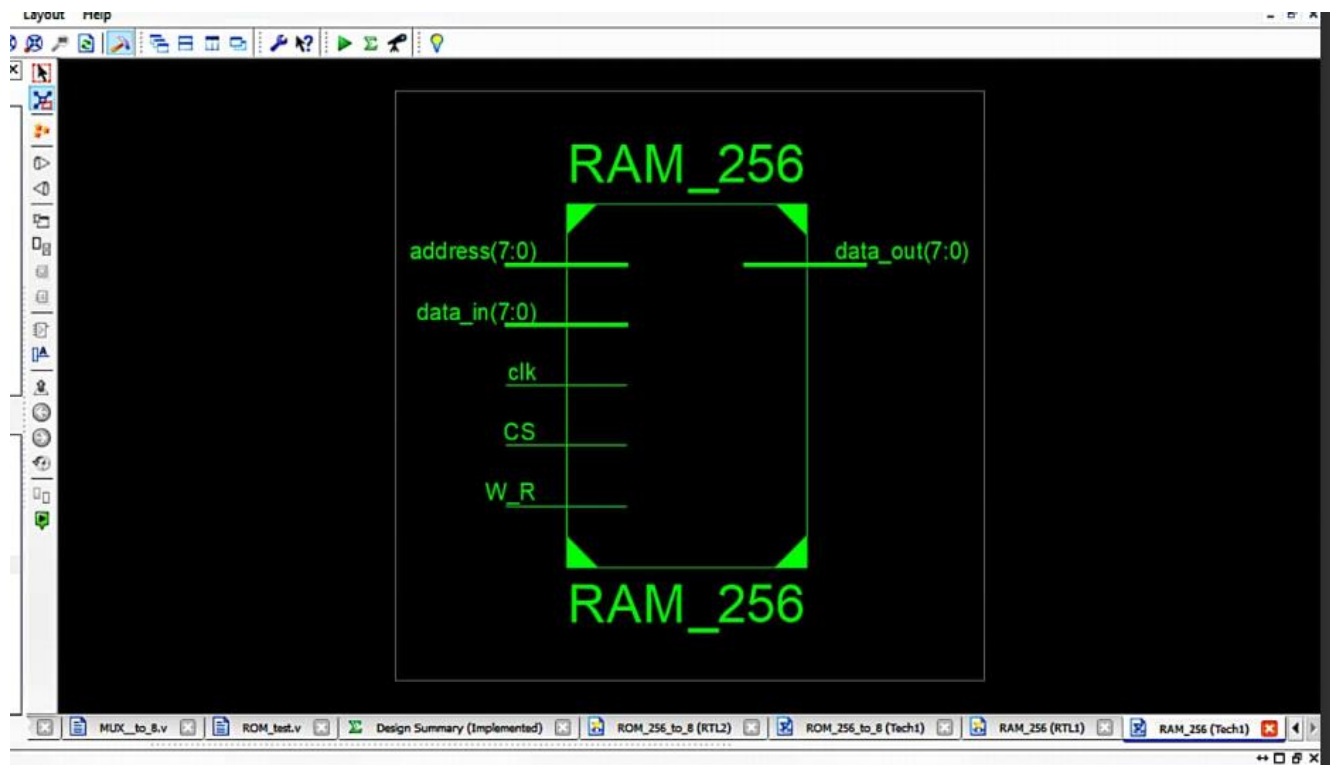 Layout Help
RAM_256
address(7:0)
data_out(7:0)
data_in(7:0)
clk
CS
W_R
RAM_256
MUX__to_8.v ROM_test.v Design Summary (Implemented) ROM_256_to_8 (RTL2) ROM_256_to_8 (Tech1) RAM_256 (RTL1) RAM_256 (Tech1)